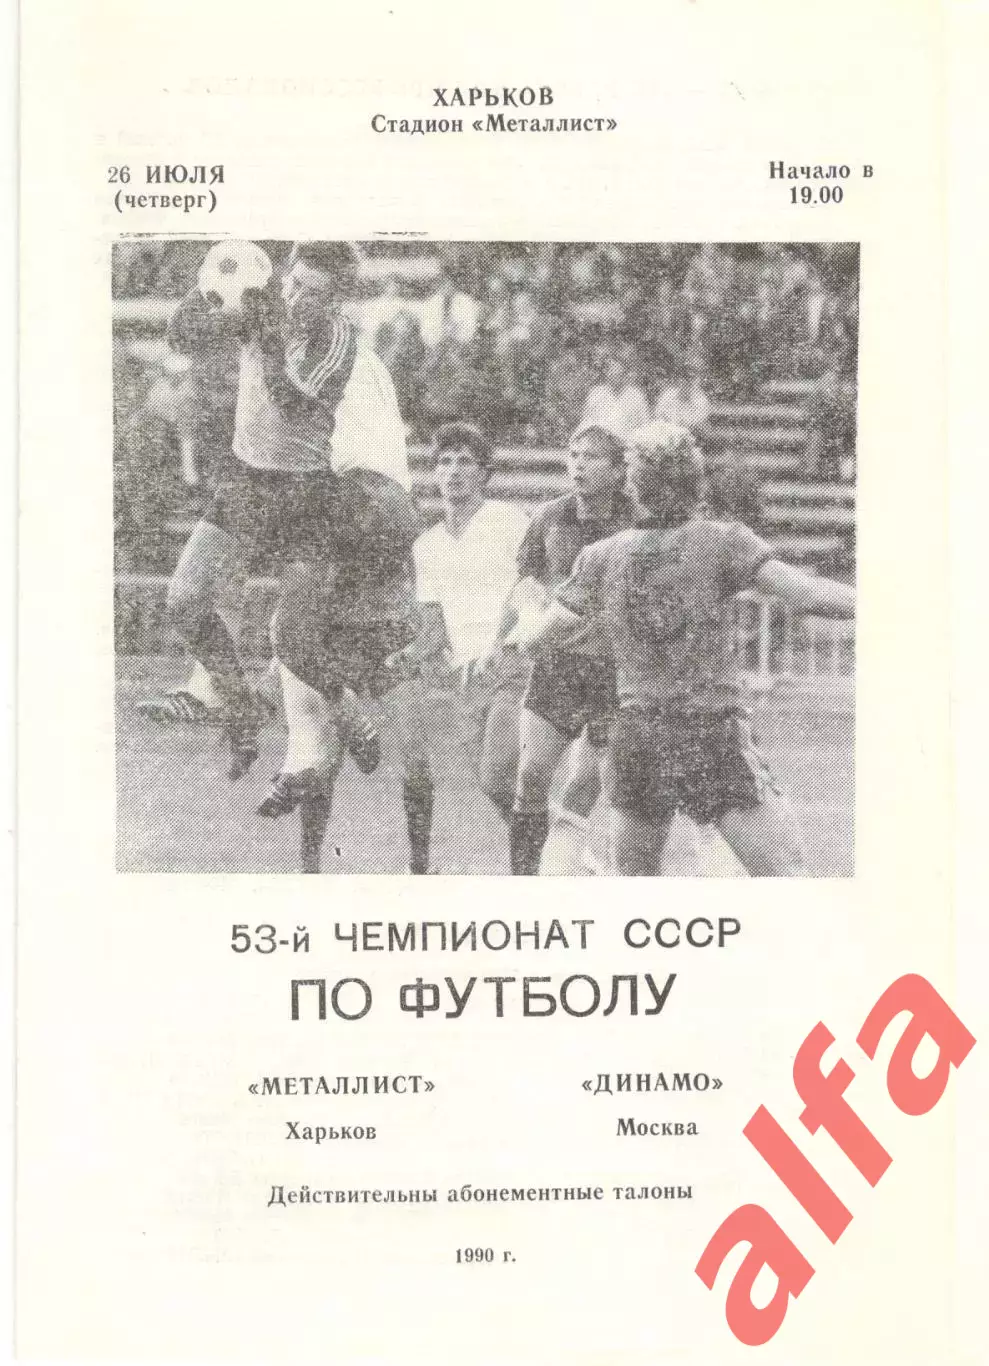 ХАРЬКОВ
Стадион «Металлист»
26 ИЮЛЯ
(четверг)
Начало в
19.00
53-й ЧЕМПИОНАТ СССР
ПО ФУТБОЛУ
«МЕТАЛЛИСТ»
Харьков
«ДИНАМО»
Москва
Действительны абонементные талоны
1990 г.
alfa